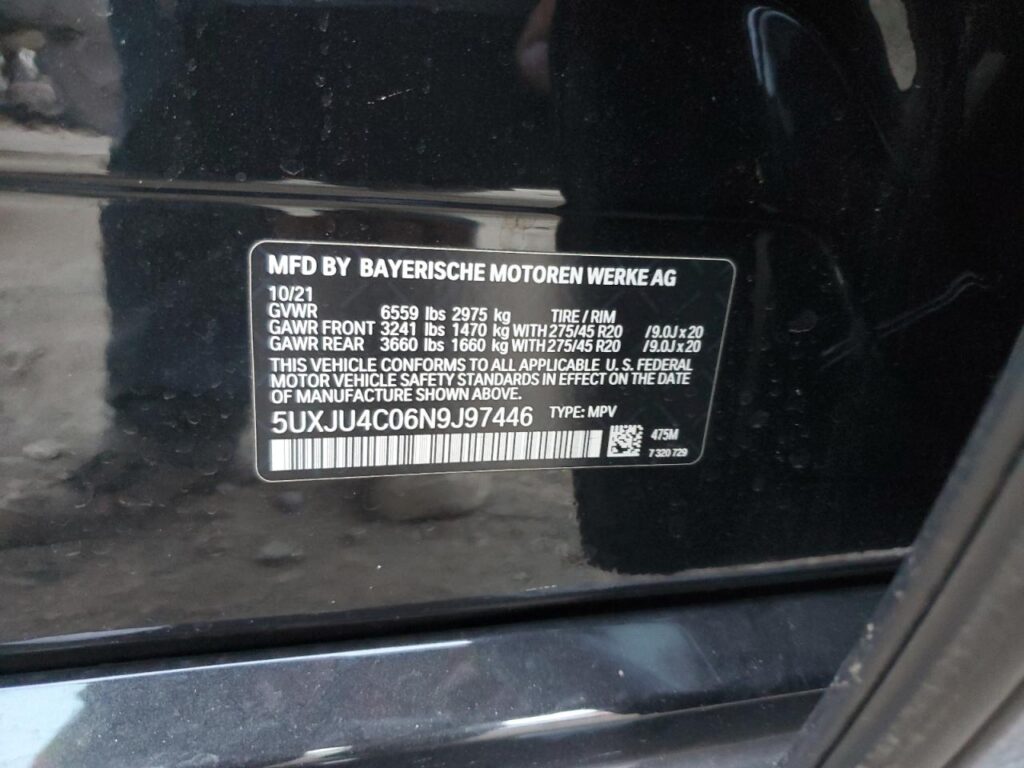 MFD BY BAYERISCHE MOTOREN WERKE AG
10/21
GVWR 6559 lbs 2975 kg TIRE / RIM
GAWR FRONT 3241 lbs 1470 kg WITH 275/45 R20 /9.0J x 20
GAWR REAR 3660 lbs 1660 kg WITH 275/45 R20 /9.0J x 20
THIS VEHICLE CONFORMS TO ALL APPLICABLE U. S. FEDERAL
MOTOR VEHICLE SAFETY STANDARDS IN EFFECT ON THE DATE
OF MANUFACTURE SHOWN ABOVE.
5UXJU4C06N9J97446 TYPE: MPV
475M
7 320 729